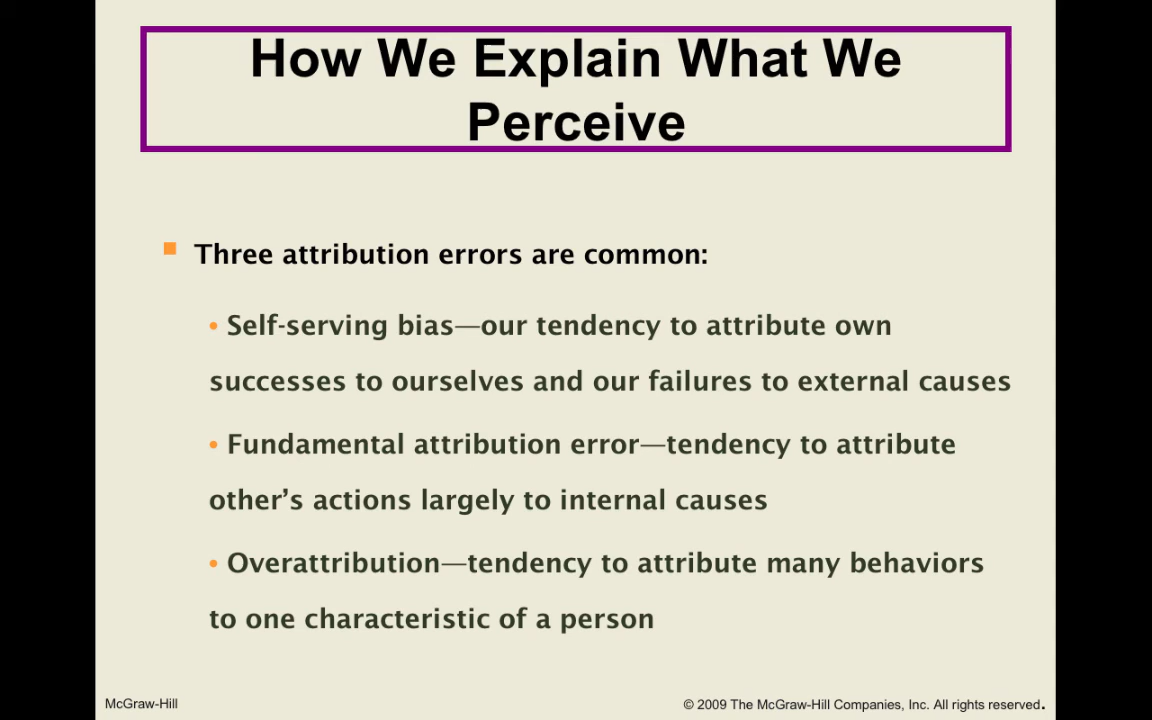 How We Explain What We
Perceive
Three attribution errors are common:
• Self-serving bias—our tendency to attribute own
successes to ourselves and our failures to external causes
• Fundamental attribution error—tendency to attribute
other’s actions largely to internal causes
• Overattribution—tendency to attribute many behaviors
to one characteristic of a person
McGraw-Hill
© 2009 The McGraw-Hill Companies, Inc. All rights reserved.